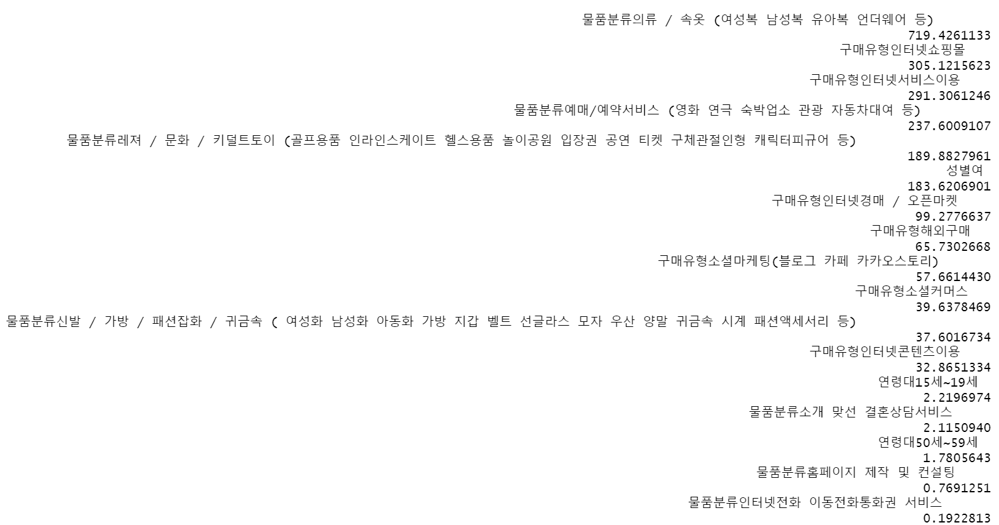 물품분류의류 / 속옷 (여성복 남성복 유아복 언더웨어 등)
719.4261133
구매유형인터넷쇼핑몰
305.1215623
구매유형인터넷서비스이용
291.3061246
물품분류예매/예약서비스 (영화 연극 숙박업소 관광 자동차대여 등)
237.6009107
물품분류레져 / 문화 / 키덜트토이 (골프용품 인라인스케이트 헬스용품 놀이공원 입장권 공연 티켓 구체관절인형 캐릭터피규어 등)
189.8827961
성별여
183.6206901
구매유형인터넷경매 / 오픈마켓
99.2776637
구매유형해외구매
65.7302668
구매유형소셜마케팅(블로그 카페 카카오스토리)
57.6614430
구매유형소셜커머스
39.6378469
물품분류신발 / 가방 / 패션잡화 / 귀금속 ( 여성화 남성화 아동화 가방 지갑 벨트 선글라스 모자 우산 양말 귀금속 시계 패션액세서리 등)
37.6016734
구매유형인터넷콘텐츠이용
32.8651334
연령대15세~19세
2.2196974
물품분류소개 맞선 결혼상담서비스
2.1150940
연령대50세~59세
1.7805643
물품분류홈페이지 제작 및 컨설팅
0.7691251
물품분류인터넷전화 이동전화통화권 서비스
0.1922813